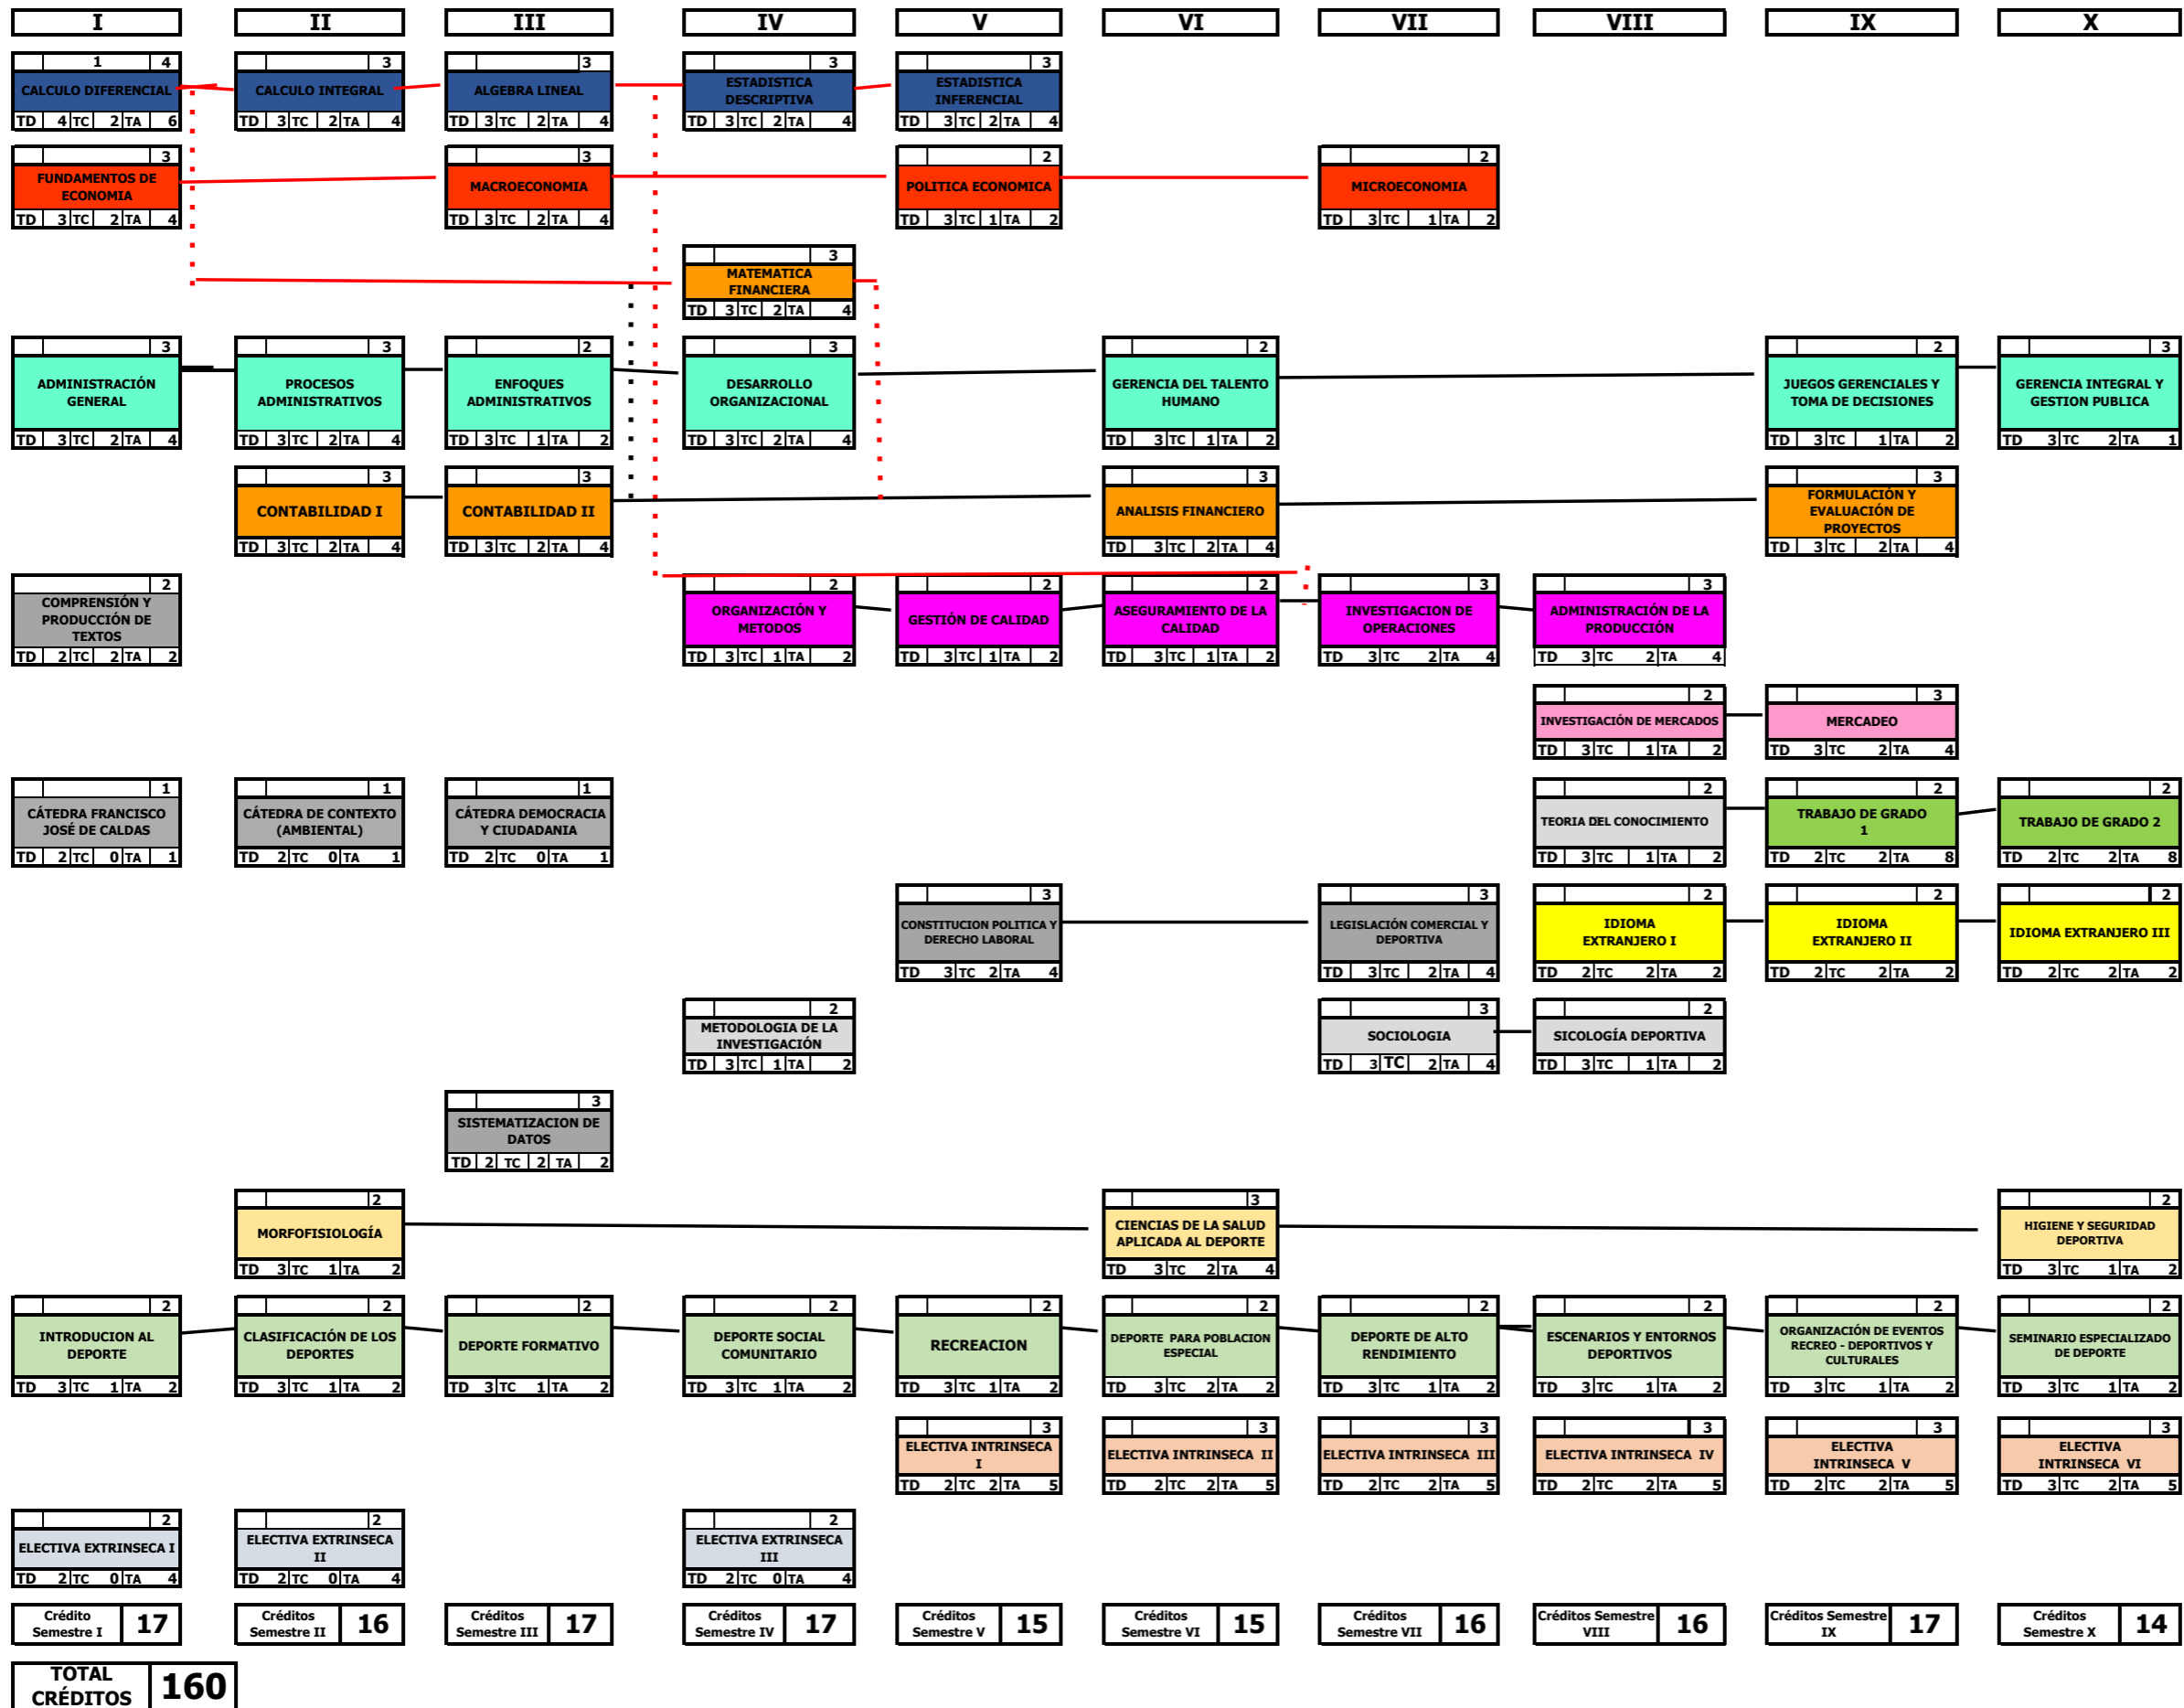 I II III IV V VI VII VIII IX X
1 4 3 3 3 3
CALCULO DIFERENCIAL CALCULO INTEGRAL ALGEBRA LINEAL ESTADISTICA ESTADISTICA
DESCRIPTIVA INFERENCIAL
TD 4 TC 2 TA 6 TD 3 TC 2 TA 4 TD 3 TC 2 TA 4 TD 3 TC 2 TA 4 TD 3 TC 2 TA 4
3 3 2 2
FUNDAMENTOS DE MACROECONOMIA POLITICA ECONOMICA MICROECONOMIA
ECONOMIA
TD 3 TC 2 TA 4 TD 3 TC 2 TA 4 TD 3 TC 1 TA 2 TD 3 TC 1 TA 2
3
MATEMATICA
FINANCIERA
TD 3 TC 2 TA 4
3 3 2 3 2 2 3
ADMINISTRACIÓN PROCESOS ENFOQUES DESARROLLO GERENCIA DEL TALENTO JUEGOS GERENCIALES Y GERENCIA INTEGRAL Y
GENERAL ADMINISTRATIVOS ADMINISTRATIVOS ORGANIZACIONAL HUMANO TOMA DE DECISIONES GESTION PUBLICA
TD 3 TC 2 TA 4 TD 3 TC 2 TA 4 TD 3 TC 1 TA 2 TD 3 TC 2 TA 4 TD 3 TC 1 TA 2 TD 3 TC 1 TA 2 TD 3 TC 2 TA 1
3 3 3 3
CONTABILIDAD I CONTABILIDAD II ANALISIS FINANCIERO FORMULACIÓN Y
EVALUACIÓN DE
PROYECTOS
TD 3 TC 2 TA 4 TD 3 TC 2 TA 4 TD 3 TC 2 TA 4 TD 3 TC 2 TA 4
2 2 2 2 3 3
COMPRENSIÓN Y ORGANIZACIÓN Y GESTIÓN DE CALIDAD ASEGURAMIENTO DE LA INVESTIGACION DE ADMINISTRACIÓN DE LA
PRODUCCIÓN DE METODOS CALIDAD OPERACIONES PRODUCCIÓN
TEXTOS
TD 2 TC 2 TA 2 TD 3 TC 1 TA 2 TD 3 TC 1 TA 2 TD 3 TC 1 TA 2 TD 3 TC 2 TA 4 TD 3 TC 2 TA 4
2 3
INVESTIGACIÓN DE MERCADOS MERCADEO
TD 3 TC 1 TA 2 TD 3 TC 2 TA 4
1 1 1 2 2 2
CÁTEDRA FRANCISCO CÁTEDRA DE CONTEXTO CÁTEDRA DEMOCRACIA TEORIA DEL CONOCIMIENTO TRABAJO DE GRADO TRABAJO DE GRADO 2
JOSÉ DE CALDAS (AMBIENTAL) Y CIUDADANIA 1
TD 2 TC 0 TA 1 TD 2 TC 0 TA 1 TD 2 TC 0 TA 1 TD 3 TC 1 TA 2 TD 2 TC 2 TA 8 TD 2 TC 2 TA 8
3 3 2 2 2
CONSTITUCION POLITICA Y LEGISLACIÓN COMERCIAL Y IDIOMA IDIOMA IDIOMA EXTRANJERO III
DERECHO LABORAL DEPORTIVA EXTRANJERO I EXTRANJERO II
TD 3 TC 2 TA 4 TD 3 TC 2 TA 4 TD 2 TC 2 TA 2 TD 2 TC 2 TA 2 TD 2 TC 2 TA 2
2 3 2
METODOLOGIA DE LA SOCIOLOGIA SICOLOGÍA DEPORTIVA
INVESTIGACIÓN
TD 3 TC 1 TA 2 TD 3 TC 2 TA 4 TD 3 TC 1 TA 2
3
SISTEMATIZACION DE
DATOS
TD 2 TC 2 TA 2
2 3 2
MORFOFISIOLOGÍA CIENCIAS DE LA SALUD HIGIENE Y SEGURIDAD
APLICADA AL DEPORTE DEPORTIVA
TD 3 TC 1 TA 2 TD 3 TC 2 TA 4 TD 3 TC 1 TA 2
2 2 2 2 2 2 2 2 2 2
INTRODUCION AL CLASIFICACIÓN DE LOS DEPORTE FORMATIVO DEPORTE SOCIAL RECREACION DEPORTE PARA POBLACION DEPORTE DE ALTO ESCENARIOS Y ENTORNOS ORGANIZACIÓN DE EVENTOS SEMINARIO ESPECIALIZADO
DEPORTE DEPORTES COMUNITARIO ESPECIAL RENDIMIENTO DEPORTIVOS RECREO - DEPORTIVOS Y DE DEPORTE
CULTURALES
TD 3 TC 1 TA 2 TD 3 TC 1 TA 2 TD 3 TC 1 TA 2 TD 3 TC 1 TA 2 TD 3 TC 1 TA 2 TD 3 TC 2 TA 2 TD 3 TC 1 TA 2 TD 3 TC 1 TA 2 TD 3 TC 1 TA 2 TD 3 TC 1 TA 2
3 3 3 3 3 3
ELECTIVA INTRINSECA ELECTIVA INTRINSECA II ELECTIVA INTRINSECA III ELECTIVA INTRINSECA IV ELECTIVA ELECTIVA
I INTRINSECA V INTRINSECA VI
TD 2 TC 2 TA 5 TD 2 TC 2 TA 5 TD 2 TC 2 TA 5 TD 2 TC 2 TA 5 TD 2 TC 2 TA 5 TD 3 TC 2 TA 5
2 2 2
ELECTIVA EXTRINSECA I ELECTIVA EXTRINSECA ELECTIVA EXTRINSECA
II III
TD 2 TC 0 TA 4 TD 2 TC 0 TA 4 TD 2 TC 0 TA 4
Crédito Semestre I 17 Créditos Semestre II 16 Créditos Semestre III 17 Créditos Semestre IV 17 Créditos Semestre V 15 Créditos Semestre VI 15 Créditos Semestre VII 16 Créditos Semestre VIII 16 Créditos Semestre IX 17 Créditos Semestre X 14
TOTAL
CRÉDITOS 160